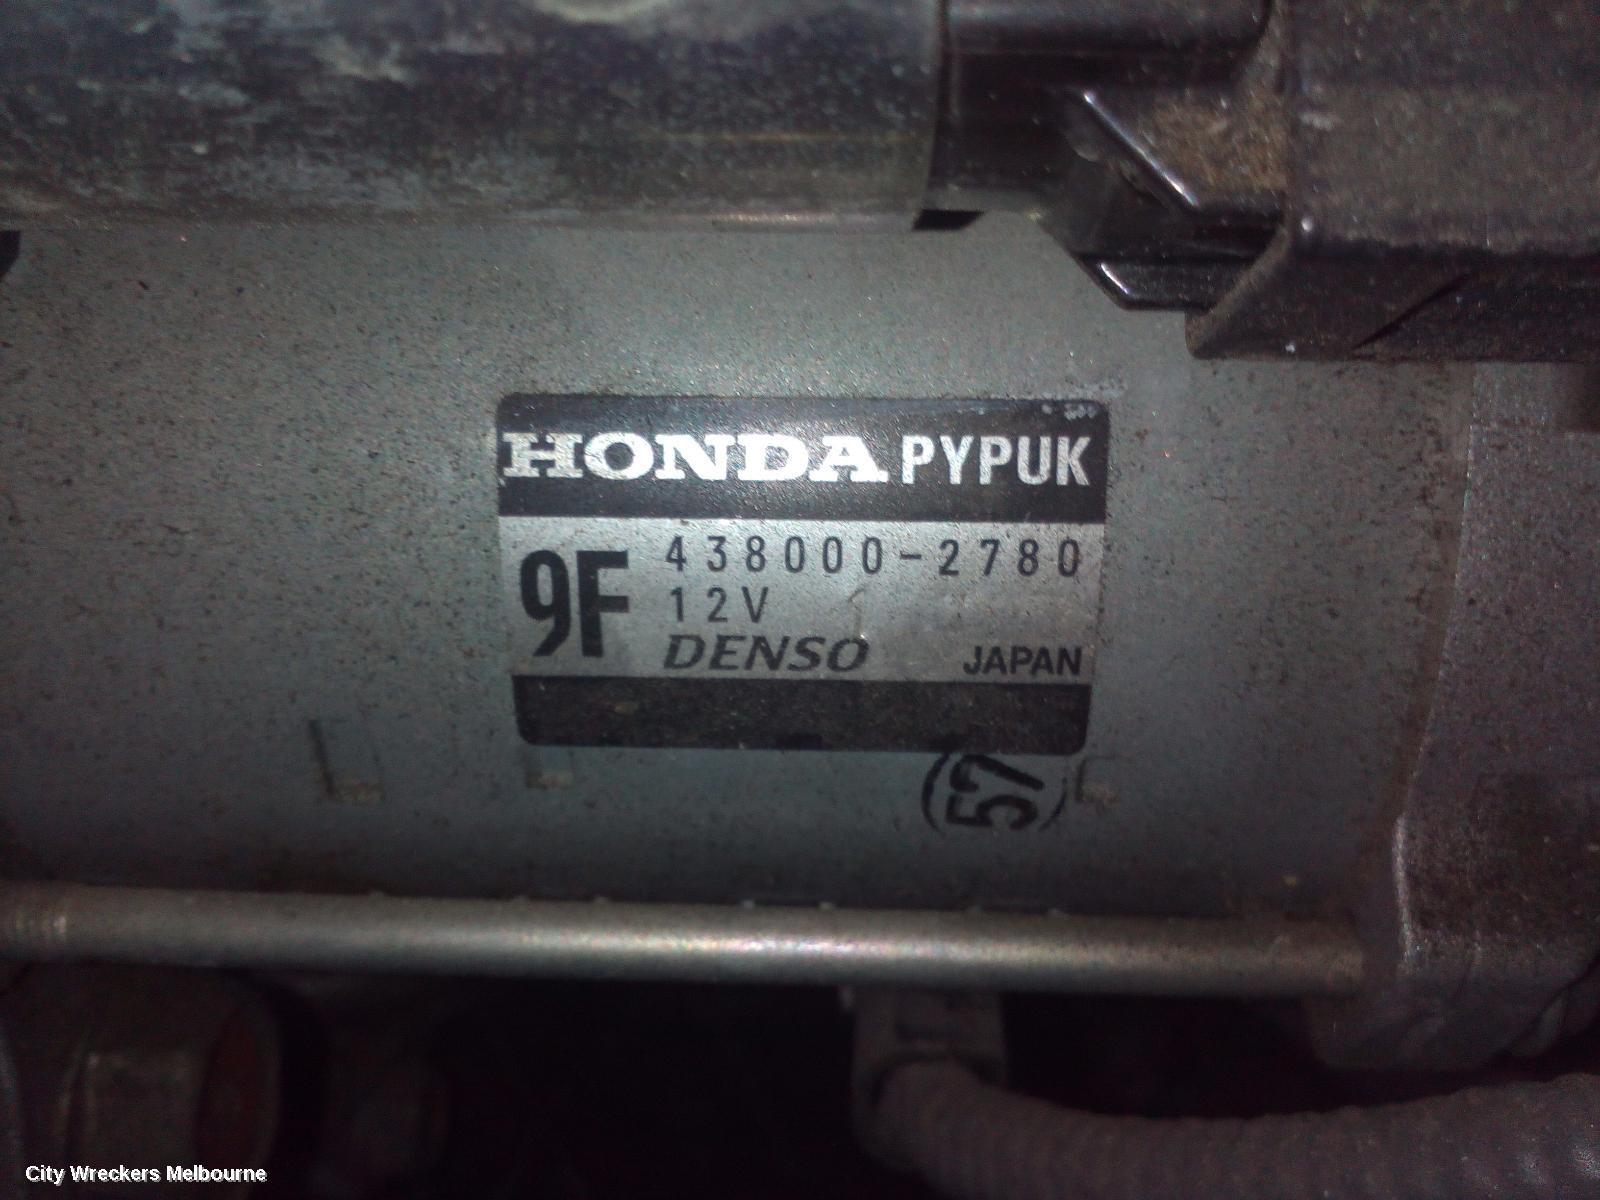 HONDA PYPUK
9F 438000-2780
12V
DENSO JAPAN
57
City Wreckers Melbourne